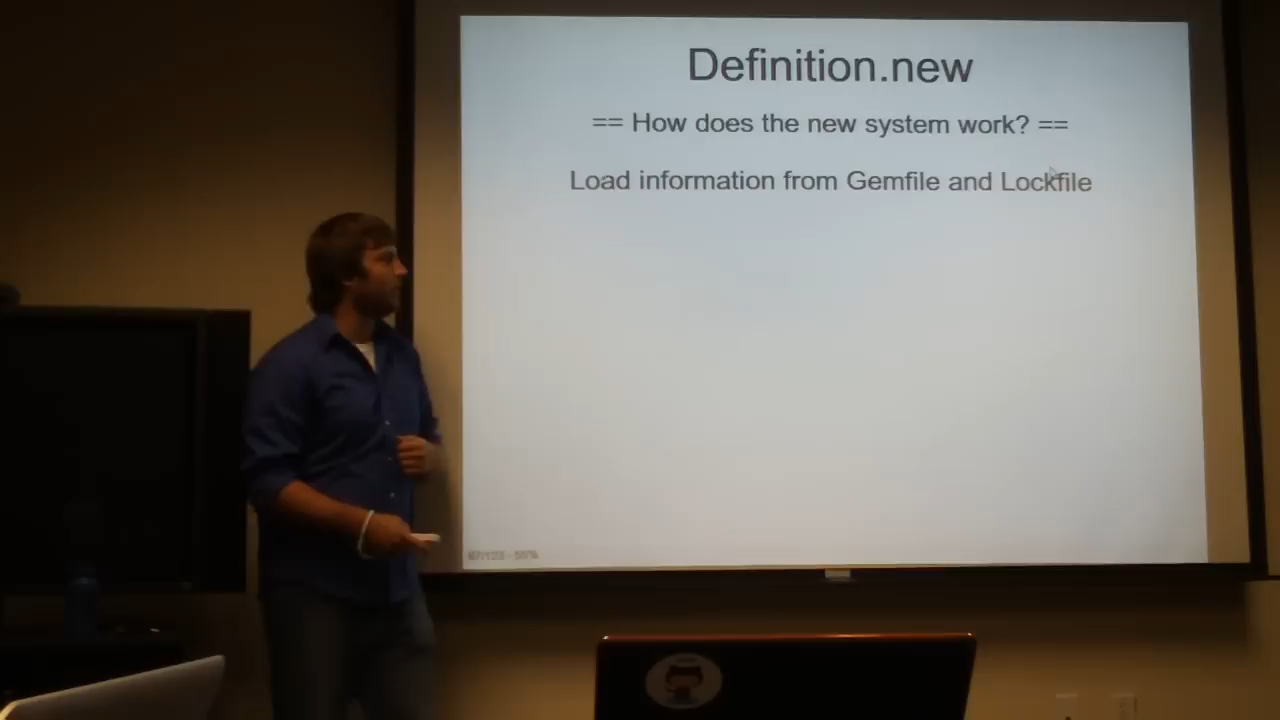 Definition.new
== How does the new system work? ==
Load information from Gemfile and Lockfile